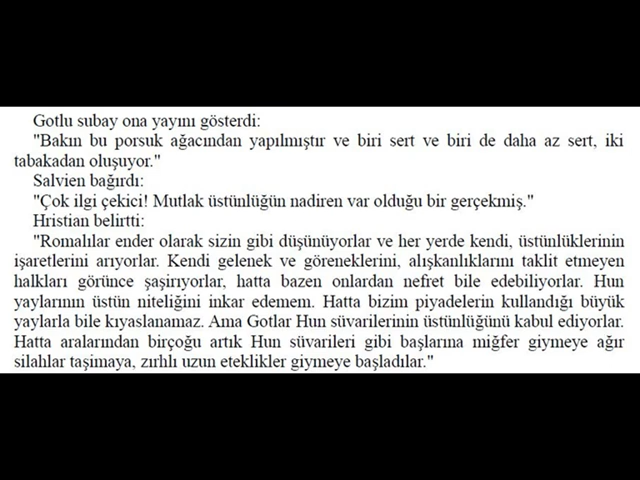 Gotlu subay ona yayını gösterdi:
"Bakın bu porsuk ağacından yapılmıştır ve biri sert ve biri de daha az sert, iki
tabakadan oluşuyor."
Salvien bağırdı:
"Çok ilgi çekici! Mutlak üstünlüğün nadiren var olduğu bir gerçekmiş."
Hristian belirtti:
"Romalılar ender olarak sizin gibi düşünüyorlar ve her yerde kendi, üstünlüklerinin
işaretlerini arıyorlar. Kendi gelenek ve göreneklerini, alışkanlıklarını taklit etmeyen
halkları görünce şaşırıyorlar, hatta bazen onlardan nefret bile edebiliyorlar. Hun
yaylarının üstün niteliğini inkar edemem. Hatta bizim piyadelerin kullandığı büyük
yaylarla bile kıyaslanamaz. Ama Gotlar Hun süvarilerinin üstünlüğünü kabul ediyorlar.
Hatta aralarından birçoğu artık Hun süvarileri gibi başlarına miğfer giymeye ağır
silahlar taşimaya, zırhlı uzun eteklikler giymeye başladılar."